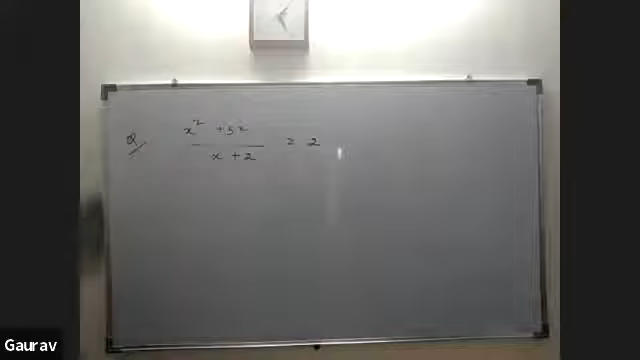 Q/ x² + 5x / x + 2 = 2
Gaurav